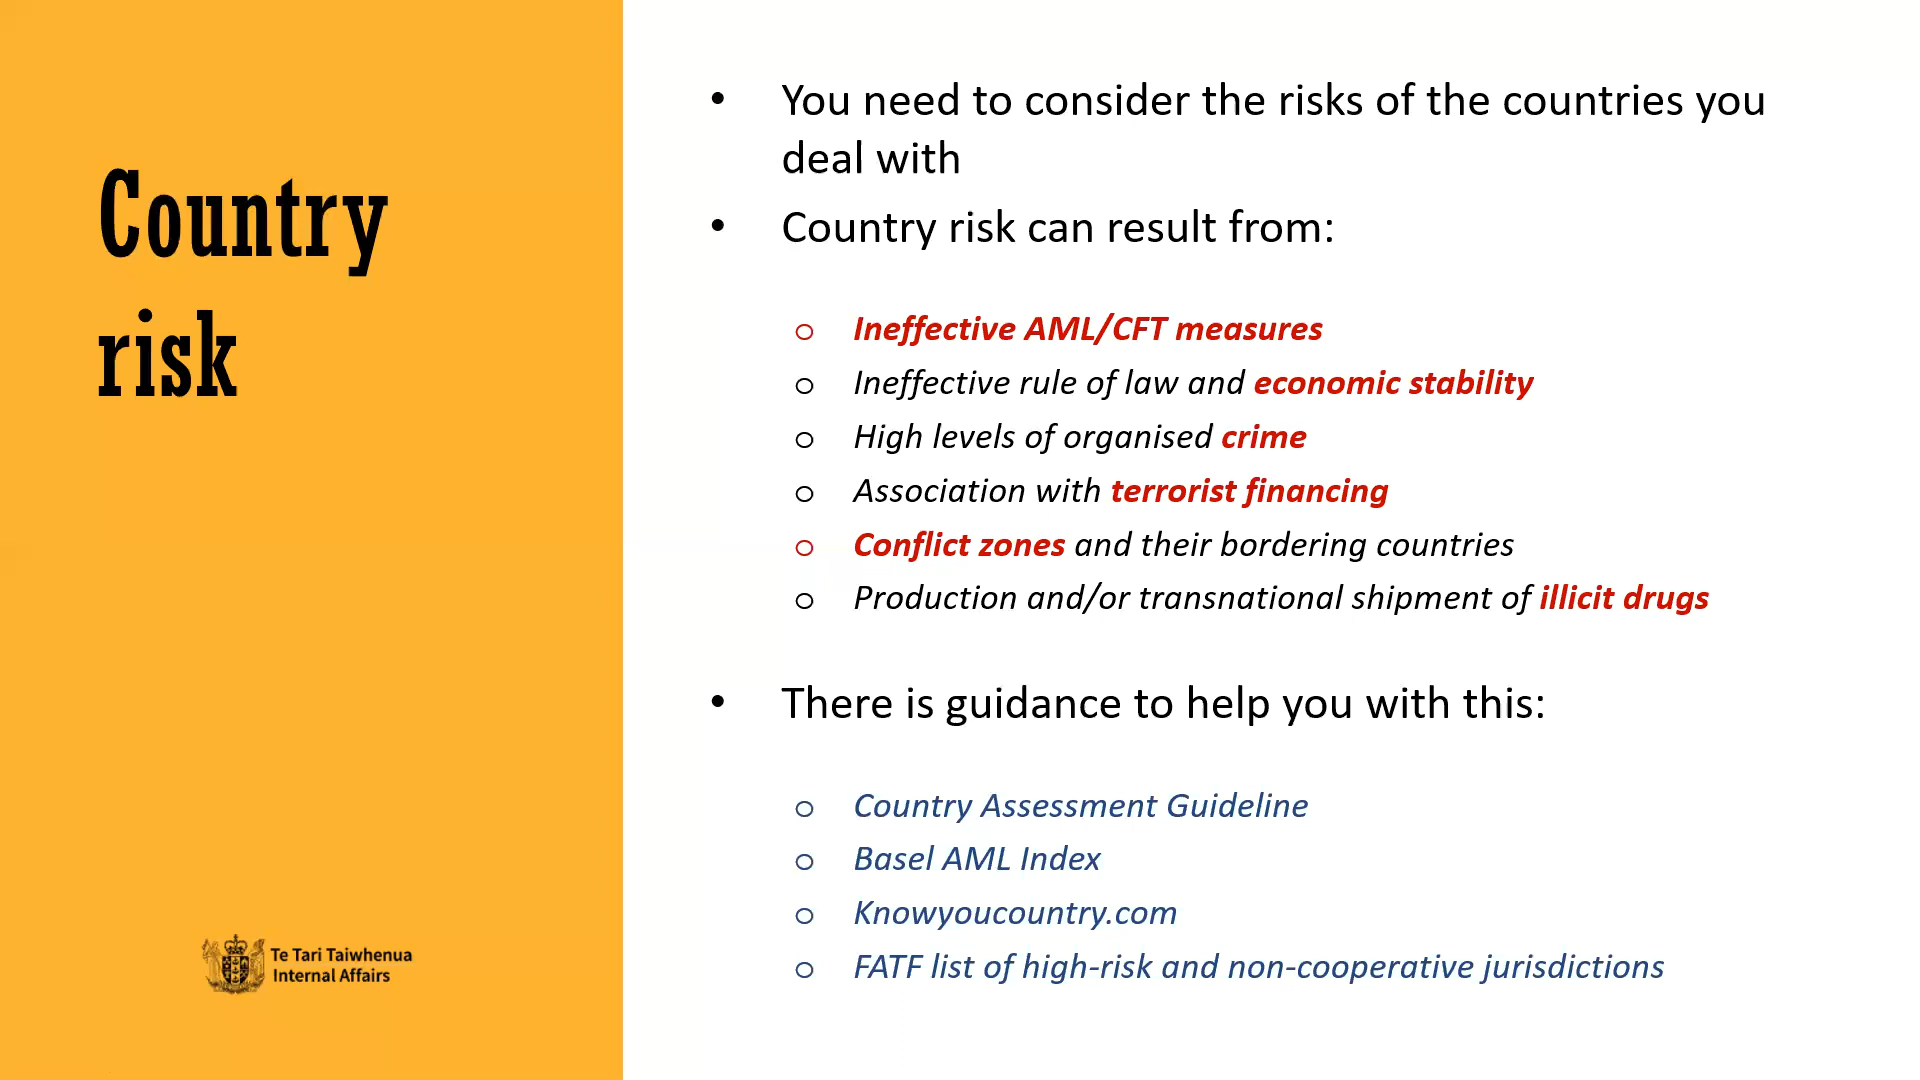 Country
risk
• You need to consider the risks of the countries you
deal with
• Country risk can result from:
o Ineffective AML/CFT measures
o Ineffective rule of law and economic stability
o High levels of organised crime
o Association with terrorist financing
o Conflict zones and their bordering countries
o Production and/or transnational shipment of illicit drugs
• There is guidance to help you with this:
o Country Assessment Guideline
o Basel AML Index
o Knowyoucountry.com
o FATF list of high-risk and non-cooperative jurisdictions
Te Tari Taiwhenua
Internal Affairs